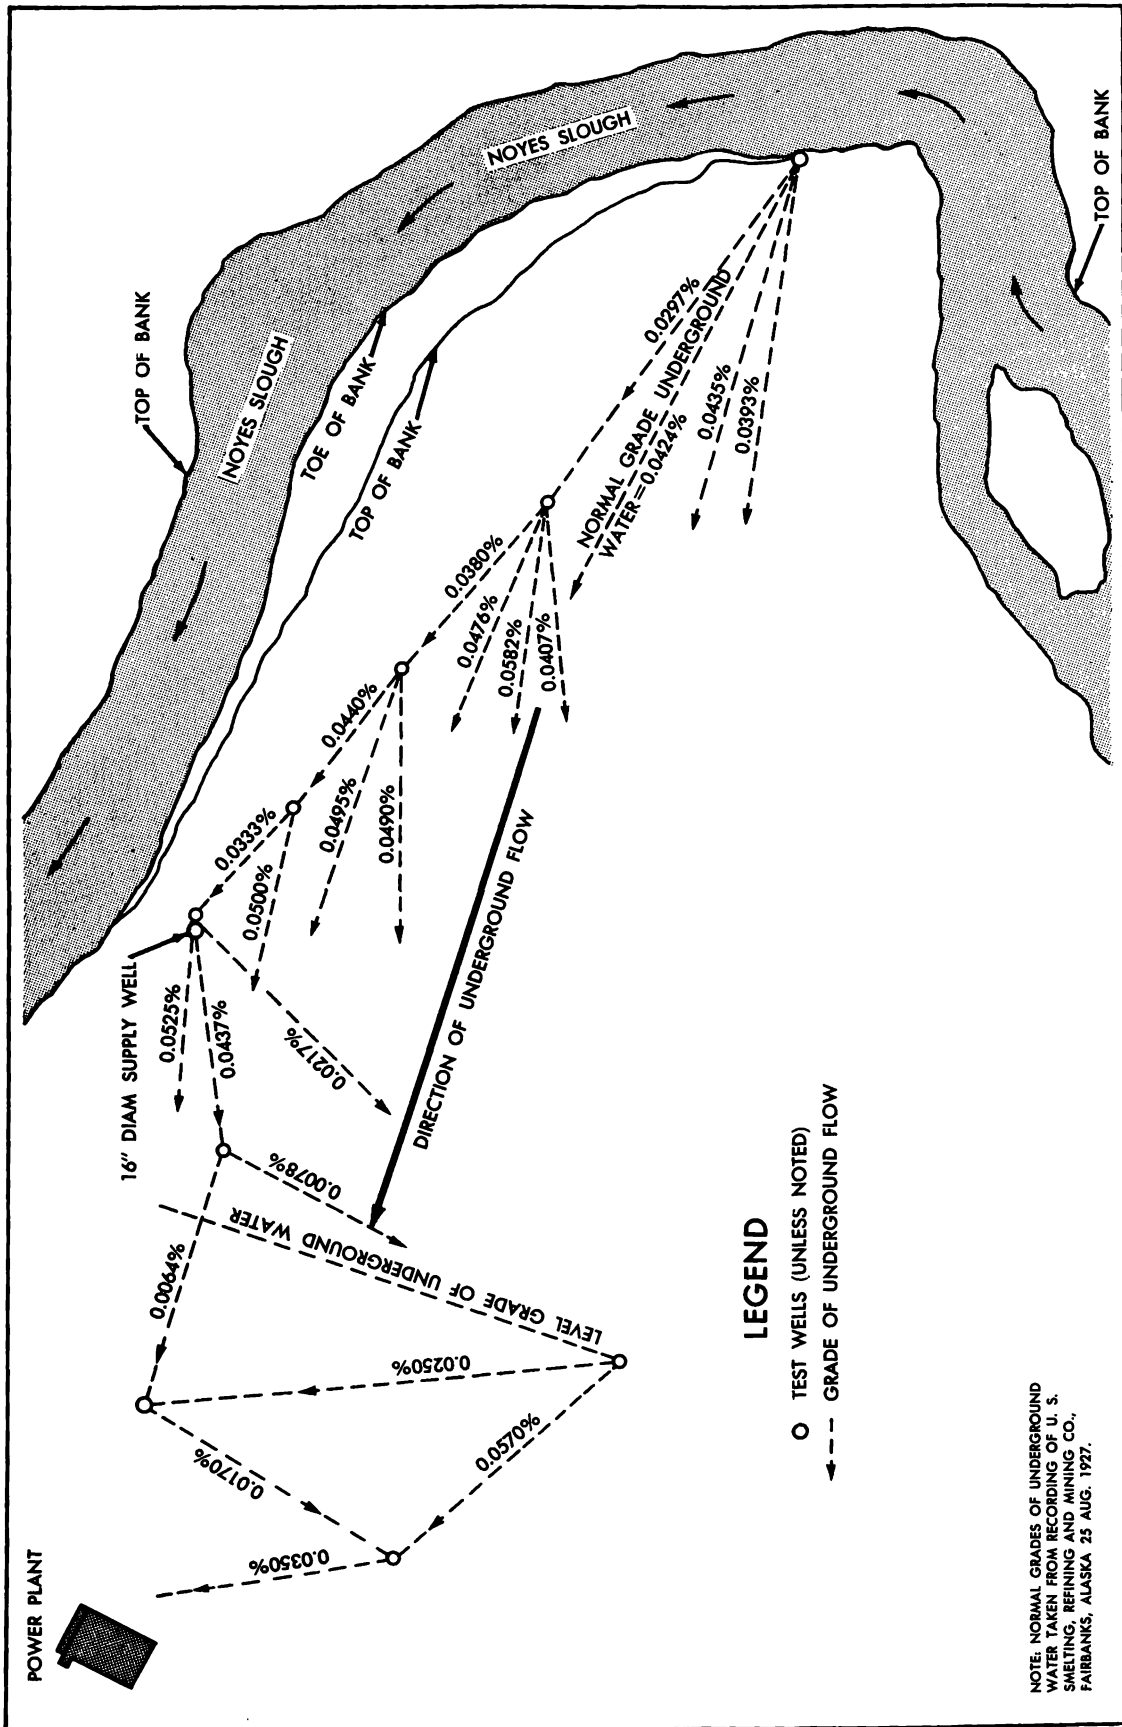 POWER PLANT
16" DIAM SUPPLY WELL
TOP OF BANK
NOYES SLOUGH
TOE OF BANK
TOP OF BANK
NOYES SLOUGH
TOP OF BANK
0.0350%
0.0170%
0.0064%
0.0250%
0.0570%
LEVEL GRADE OF UNDERGROUND WATER
0.0078%
0.0525%
0.0437%
0.0217%
0.0333%
0.0500%
0.0440%
0.0495%
0.0490%
0.0380%
0.0476%
0.0582%
0.0407%
DIRECTION OF UNDERGROUND FLOW
0.0297%
NORMAL GRADE UNDERGROUND
WATER=0.0424%
0.0435%
0.0393%
LEGEND
TEST WELLS (UNLESS NOTED)
GRADE OF UNDERGROUND FLOW
NOTE: NORMAL GRADES OF UNDERGROUND
WATER TAKEN FROM RECORDING OF U. S.
SMELTING, REFINING AND MINING CO.,
FAIRBANKS, ALASKA 25 AUG. 1927.